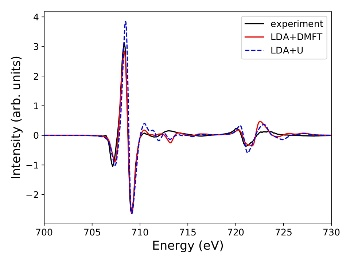 4
3
2
1
0
−1
−2
700
705
710
715
720
725
730
Intensity (arb. units)
Energy (eV)
experiment
LDA+DMFT
LDA+U